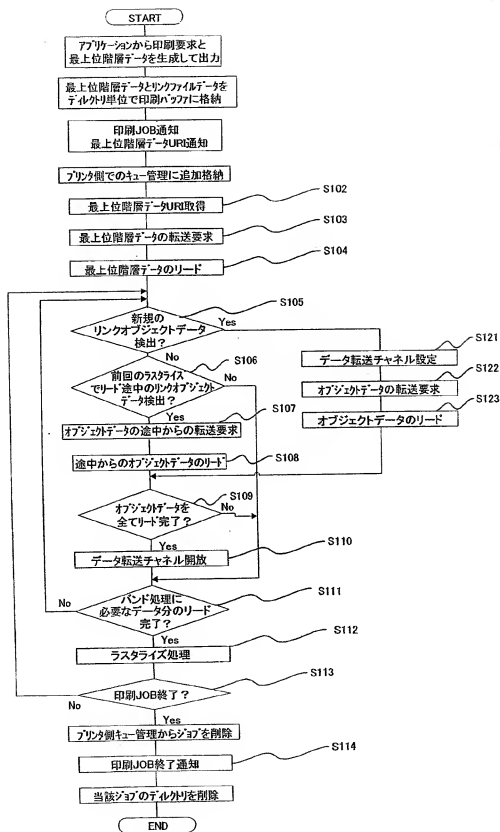 START
アプリケーションから印刷要求と
最上位階層データを生成して出力
最上位階層データとリンクファイルデータを
ディレクトリ単位で印刷バッファに格納
印刷JOB通知
最上位階層データURI通知
プリンタ側でのキュー管理に追加格納
S102
最上位階層データURI取得
S103
最上位階層データの転送要求
S104
最上位階層データのリード
S105
新規の
リンクオブジェクトデータ
検出?
Yes
No
S121
データ転送チャネル設定
S122
オブジェクトデータの転送要求
S123
オブジェクトデータのリード
S106
前回のラスタライズ
でリード途中のリンクオブジェクト
データ検出?
No
Yes
S107
オブジェクトデータの途中からの転送要求
S108
途中からのオブジェクトデータのリード
S109
オブジェクトデータを
全てリード完了?
No
Yes
S110
データ転送チャネル開放
S111
バンド処理に
必要なデータ分のリード
完了?
No
Yes
S112
ラスタライズ処理
S113
印刷JOB終了?
No
Yes
プリンタ側キュー管理からジョブを削除
S114
印刷JOB終了通知
当該ジョブのディレクトリを削除
END